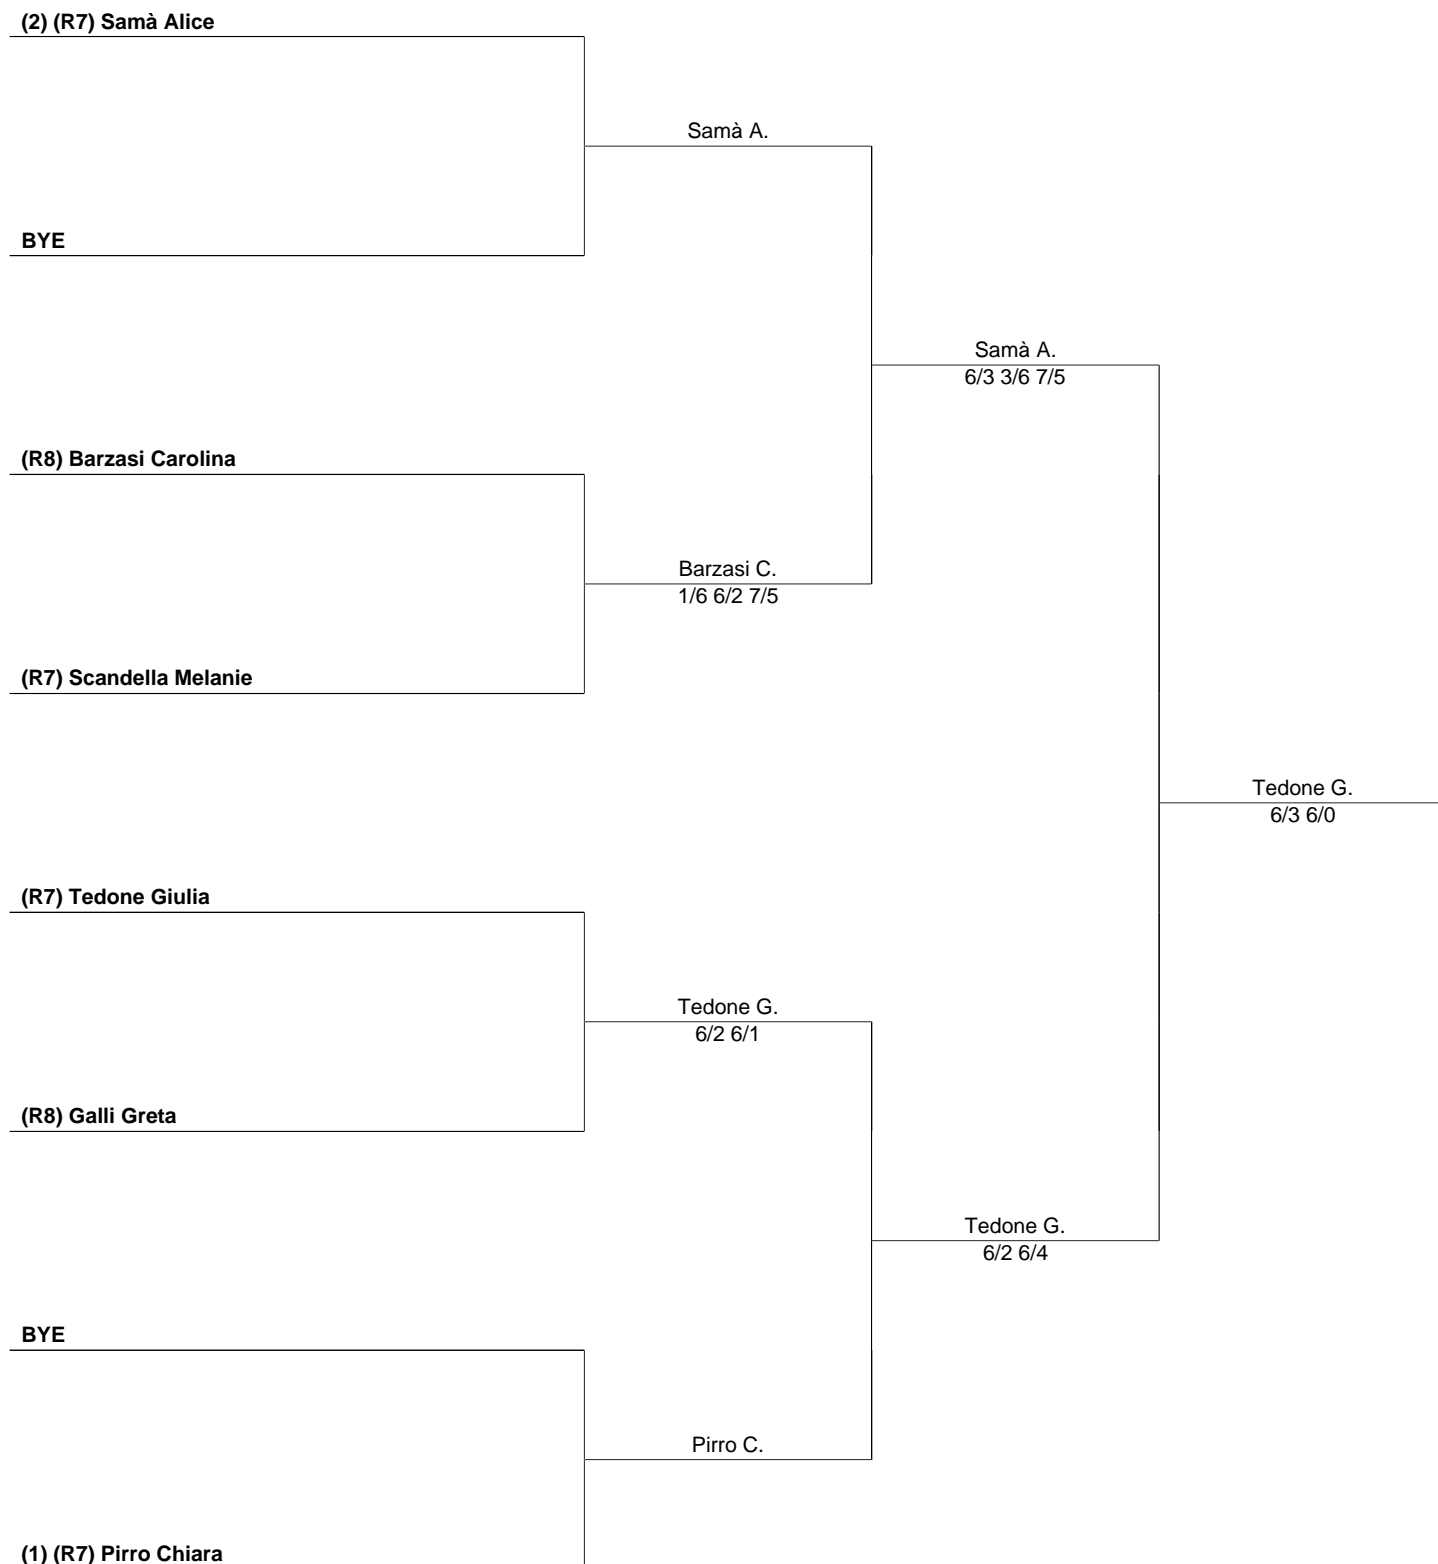 (2) (R7) Samà Alice
Samà A.
BYE
Samà A.
6/3 3/6 7/5
(R8) Barzasi Carolina
Barzasi C.
1/6 6/2 7/5
(R7) Scandella Melanie
Tedone G.
6/3 6/0
(R7) Tedone Giulia
Tedone G.
6/2 6/1
(R8) Galli Greta
Tedone G.
6/2 6/4
BYE
Pirro C.
(1) (R7) Pirro Chiara